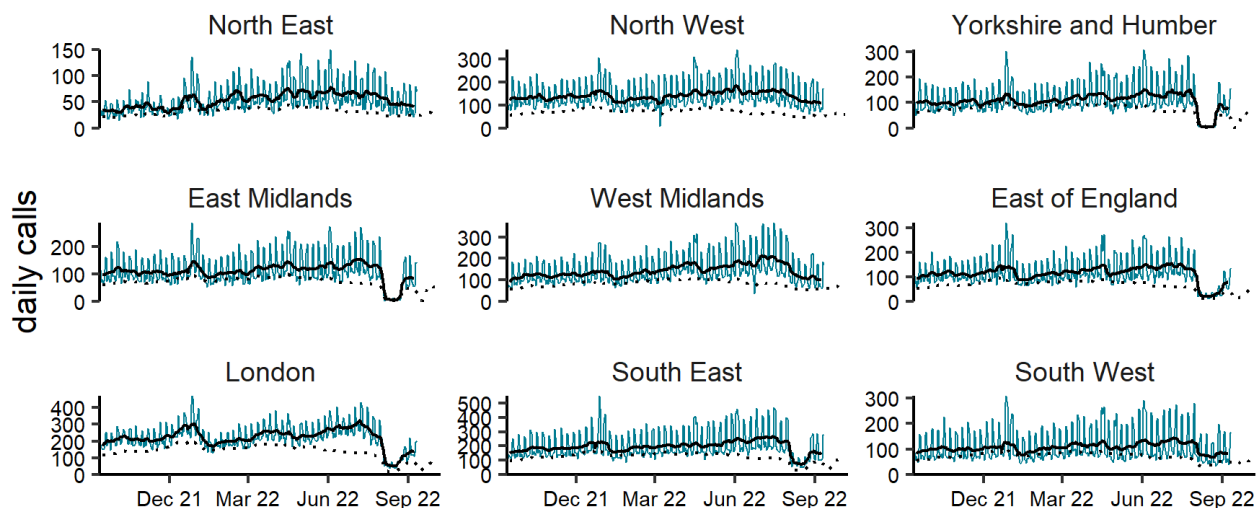 North East
North West
Yorkshire and Humber
150
100
50
0
300
200
100
0
300
200
100
0
East Midlands
West Midlands
East of England
200
100
0
300
200
100
0
300
200
100
0
daily calls
London
South East
South West
400
300
200
100
0
500
400
300
200
100
0
300
200
100
0
Dec 21 Mar 22 Jun 22 Sep 22
Dec 21 Mar 22 Jun 22 Sep 22
Dec 21 Mar 22 Jun 22 Sep 22